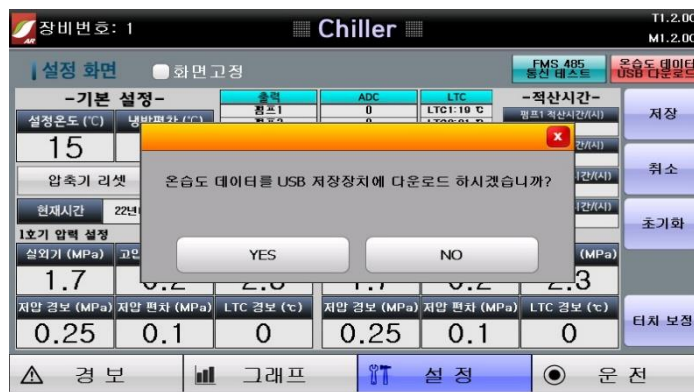 장비번호: 1
Chiller
T1.2.00
M1.2.00
AR
설정 화면
화면고정
FMS 485
통신 테스트
온습도 데이터
USB 다운로드
-기본 설정-
출력
ADC
LTC
-적산시간-
저장
펌프1
0
LTC1:19 ℃
펌프1 적산시간/(시)
설정온도 (℃)
냉방편차 (℃)
15
x
온습도 데이터를 USB 저장장치에 다운로드 하시겠습니까?
YES
NO
취소
압축기 리셋
현재시간
22년
초기화
1호기 압력 설정
실외기 (MPa)
(MPa)
1.7
저압 경보 (MPa)
저압 편차 (MPa)
LTC 경보 (℃)
저압 경보 (MPa)
저압 편차 (MPa)
LTC 경보 (℃)
터치 보정
0.25
0.1
0
0.25
0.1
0
경 보
그래프
설 정
운 전